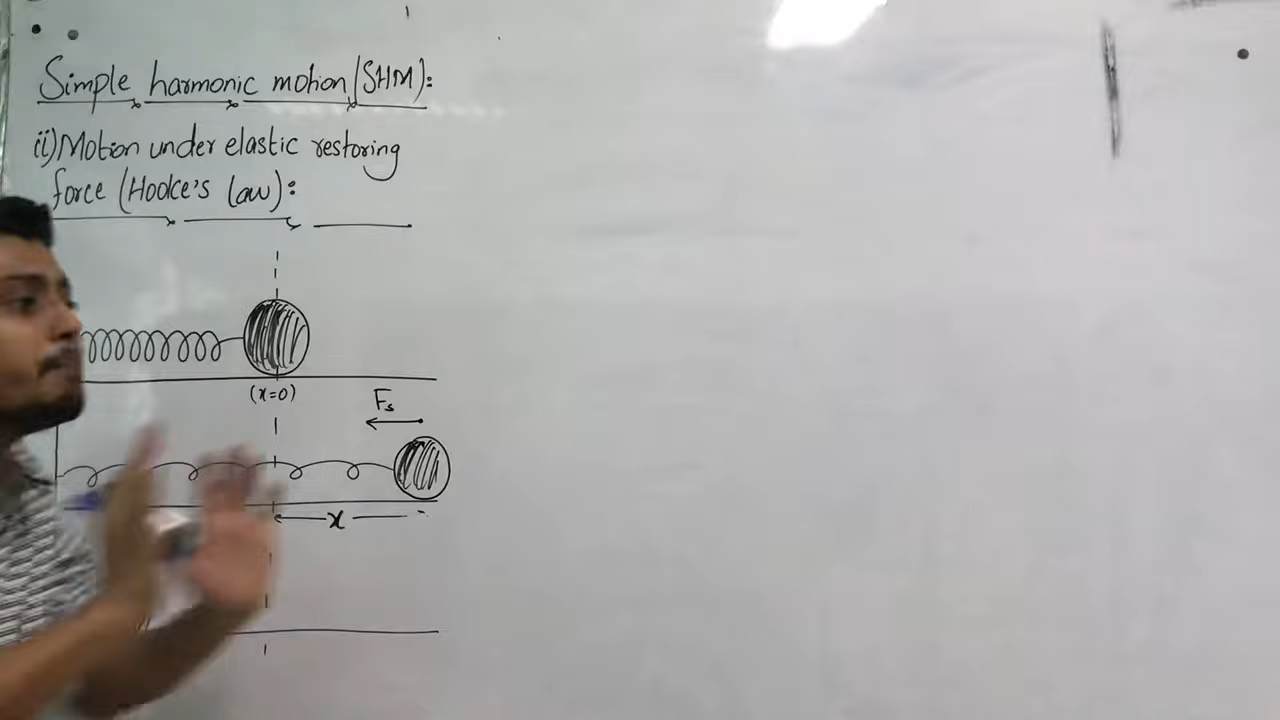 Simple harmonic motion (SHM):
ii) Motion under elastic restoring
force (Hooke's law):
(x=0)
Fs
x